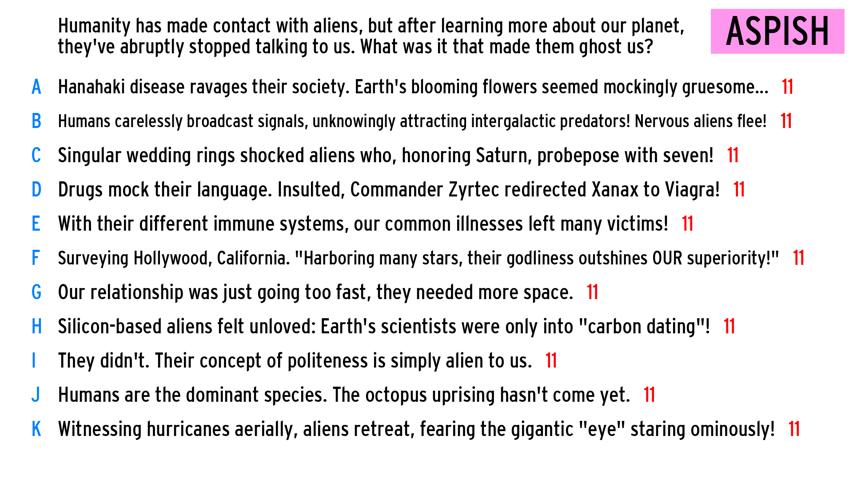 Humanity has made contact with aliens, but after learning more about our planet,
they've abruptly stopped talking to us. What was it that made them ghost us?
ASPISH
A Hanahaki disease ravages their society. Earth's blooming flowers seemed mockingly gruesome... 11
B Humans carelessly broadcast signals, unknowingly attracting intergalactic predators! Nervous aliens flee! 11
C Singular wedding rings shocked aliens who, honoring Saturn, probepose with seven! 11
D Drugs mock their language. Insulted, Commander Zyrtec redirected Xanax to Viagra! 11
E With their different immune systems, our common illnesses left many victims! 11
F Surveying Hollywood, California. "Harboring many stars, their godliness outshines OUR superiority!" 11
G Our relationship was just going too fast, they needed more space. 11
H Silicon-based aliens felt unloved: Earth's scientists were only into "carbon dating"! 11
I They didn't. Their concept of politeness is simply alien to us. 11
J Humans are the dominant species. The octopus uprising hasn't come yet. 11
K Witnessing hurricanes aerially, aliens retreat, fearing the gigantic "eye" staring ominously! 11